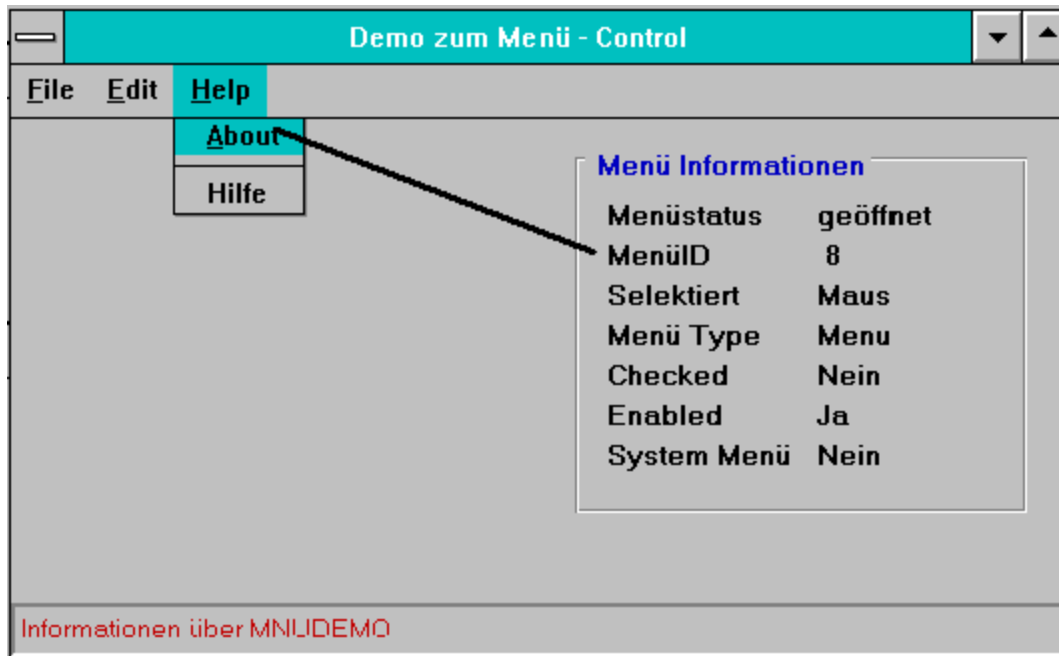 Demo zum Menü - Control
File Edit Help
About
Hilfe
Menü Informationen
Menüstatus geöffnet
MenüID 8
Selektiert Maus
Menü Type Menu
Checked Nein
Enabled Ja
System Menü Nein
Informationen über MNUDEMO